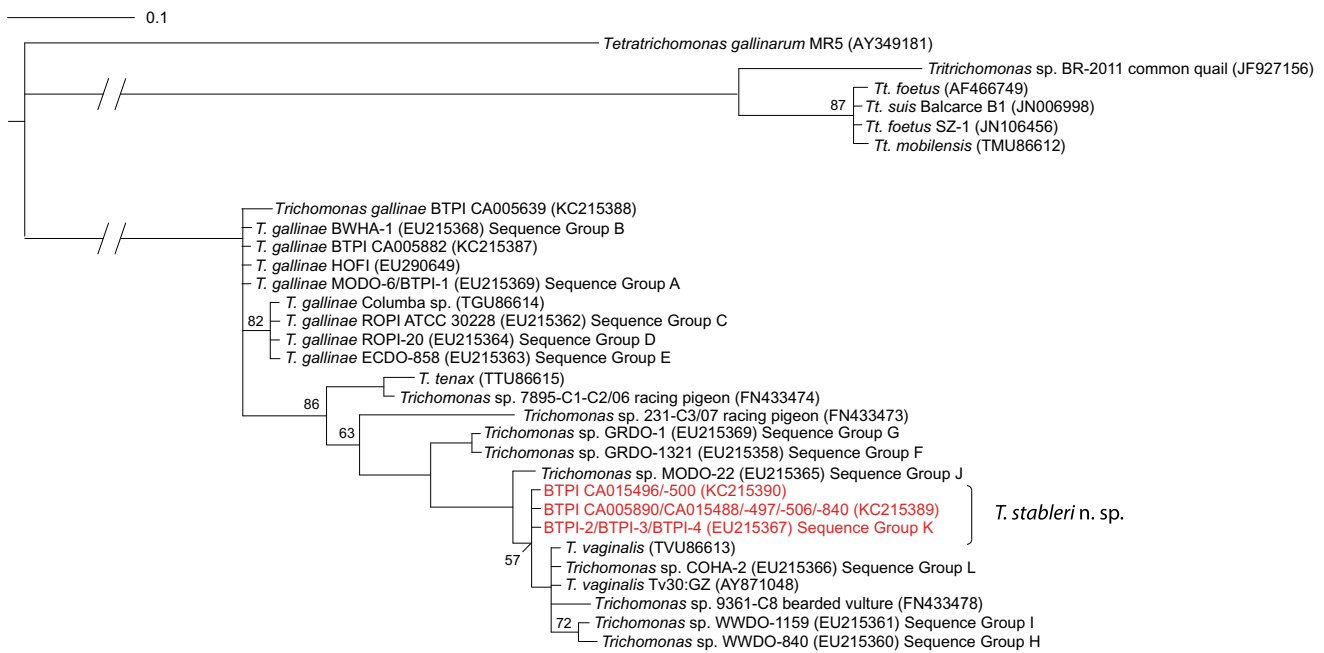 0.1
Tetratrichomonas gallinarum MR5 (AY349181)
Tritrichomonas sp. BR-2011 common quail (JF927156)
Tt. foetus (AF466749)
87
Tt. suis Balcarce B1 (JN006998)
Tt. foetus SZ-1 (JN106456)
Tt. mobilensis (TMU86612)
Trichomonas gallinae BTPI CA005639 (KC215388)
T. gallinae BWHA-1 (EU215368) Sequence Group B
T. gallinae BTPI CA005882 (KC215387)
T. gallinae HOFI (EU290649)
T. gallinae MODO-6/BTPI-1 (EU215369) Sequence Group A
T. gallinae Columba sp. (TGU86614)
82
T. gallinae ROPI ATCC 30228 (EU215362) Sequence Group C
T. gallinae ROPI-20 (EU215364) Sequence Group D
T. gallinae ECDO-858 (EU215363) Sequence Group E
T. tenax (TTU86615)
86
Trichomonas sp. 7895-C1-C2/06 racing pigeon (FN433474)
Trichomonas sp. 231-C3/07 racing pigeon (FN433473)
63
Trichomonas sp. GRDO-1 (EU215369) Sequence Group G
Trichomonas sp. GRDO-1321 (EU215358) Sequence Group F
Trichomonas sp. MODO-22 (EU215365) Sequence Group J
BTPI CA015496/-500 (KC215390)
BTPI CA005890/CA015488/-497/-506/-840 (KC215389)
T. stableri n. sp.
BTPI-2/BTPI-3/BTPI-4 (EU215367) Sequence Group K
57
T. vaginalis (TVU86613)
Trichomonas sp. COHA-2 (EU215366) Sequence Group L
T. vaginalis Tv30:GZ (AY871048)
Trichomonas sp. 9361-C8 bearded vulture (FN433478)
72
Trichomonas sp. WWDO-1159 (EU215361) Sequence Group I
Trichomonas sp. WWDO-840 (EU215360) Sequence Group H